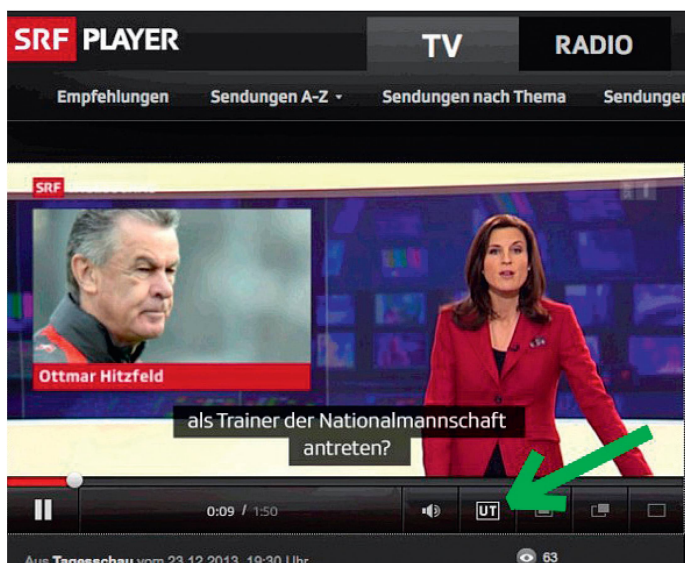 SRF PLAYER
TV
RADIO
Empfehlungen
Sendungen A-Z
Sendungen nach Thema
Sendungen
SRF
Ottmar Hitzfeld
als Trainer der Nationalmannschaft
antreten?
0:09 / 1:50
UT
Aus Tagesschau vom 23.12.2013, 19:30 Uhr
63